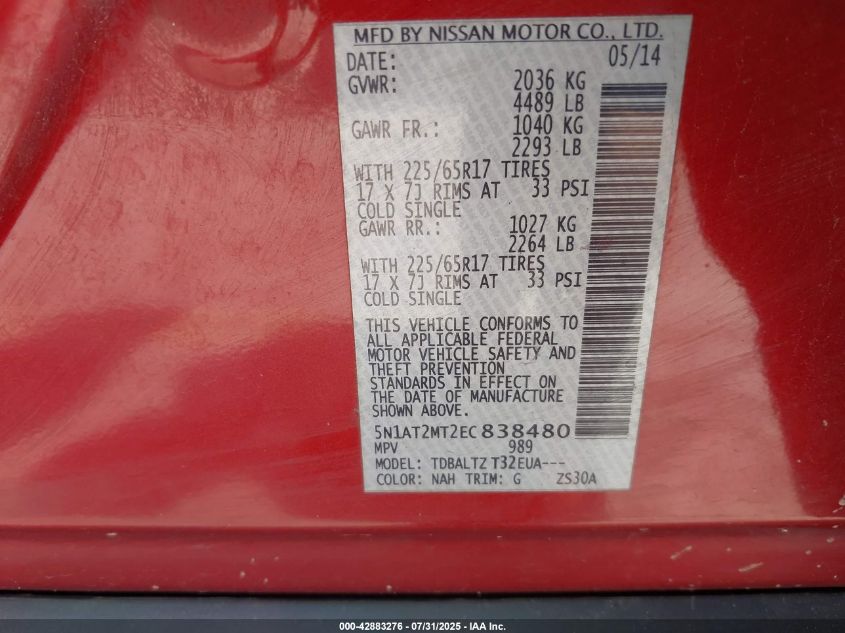 MFD BY NISSAN MOTOR CO., LTD.
DATE: 05/14
GVWR: 2036 KG
4489 LB
GAWR FR.: 1040 KG
2293 LB
WITH 225/65R17 TIRES
17 X 7J RIMS AT 33 PSI
COLD SINGLE
GAWR RR.: 1027 KG
2264 LB
WITH 225/65R17 TIRES
17 X 7J RIMS AT 33 PSI
COLD SINGLE
THIS VEHICLE CONFORMS TO
ALL APPLICABLE FEDERAL
MOTOR VEHICLE SAFETY AND
THEFT PREVENTION
STANDARDS IN EFFECT ON
THE DATE OF MANUFACTURE
SHOWN ABOVE.
5N1AT2MT2EC838480
MPV 989
MODEL: TDBALTZ T32EUA---
COLOR: NAH TRIM: G ZS30A
000-42883276 - 07/31/2025 - IAA, Inc.